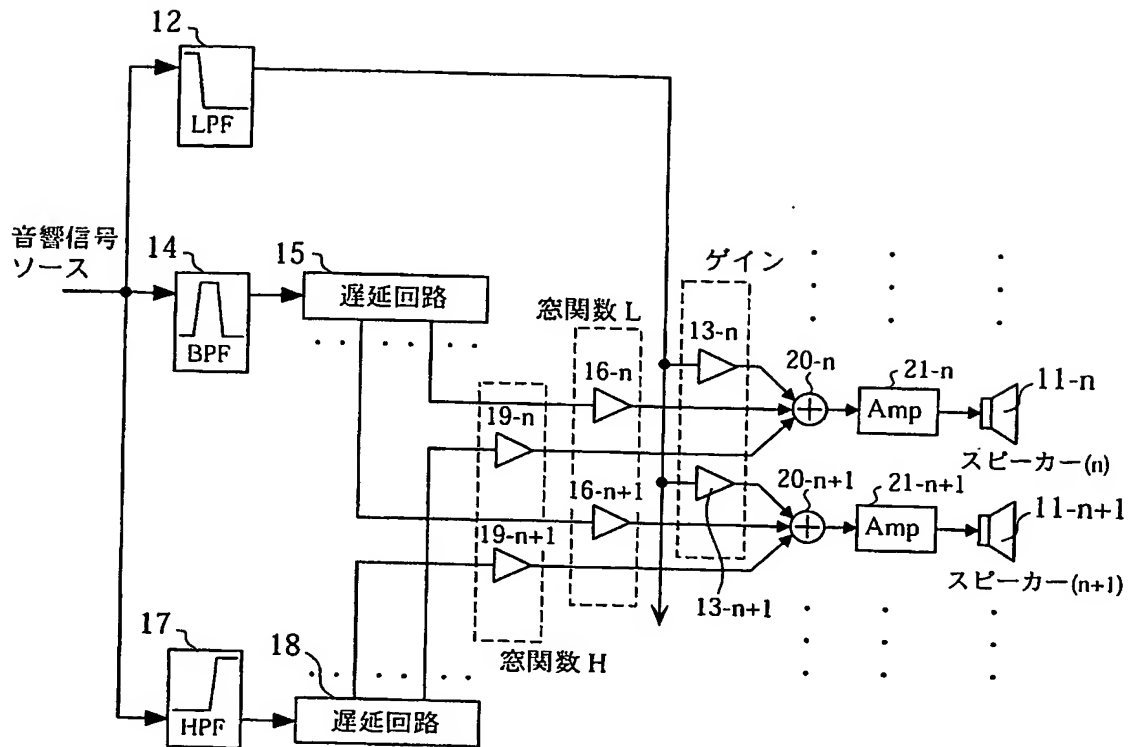 12
LPF
音響信号
ソース
14
BPF
15
遅延回路
窓関数 L
ゲイン
13-n
16-n
20-n
21-n
Amp
11-n
スピーカー(n)
19-n
16-n+1
20-n+1
21-n+1
Amp
11-n+1
スピーカー(n+1)
19-n+1
13-n+1
窓関数 H
17
HPF
18
遅延回路